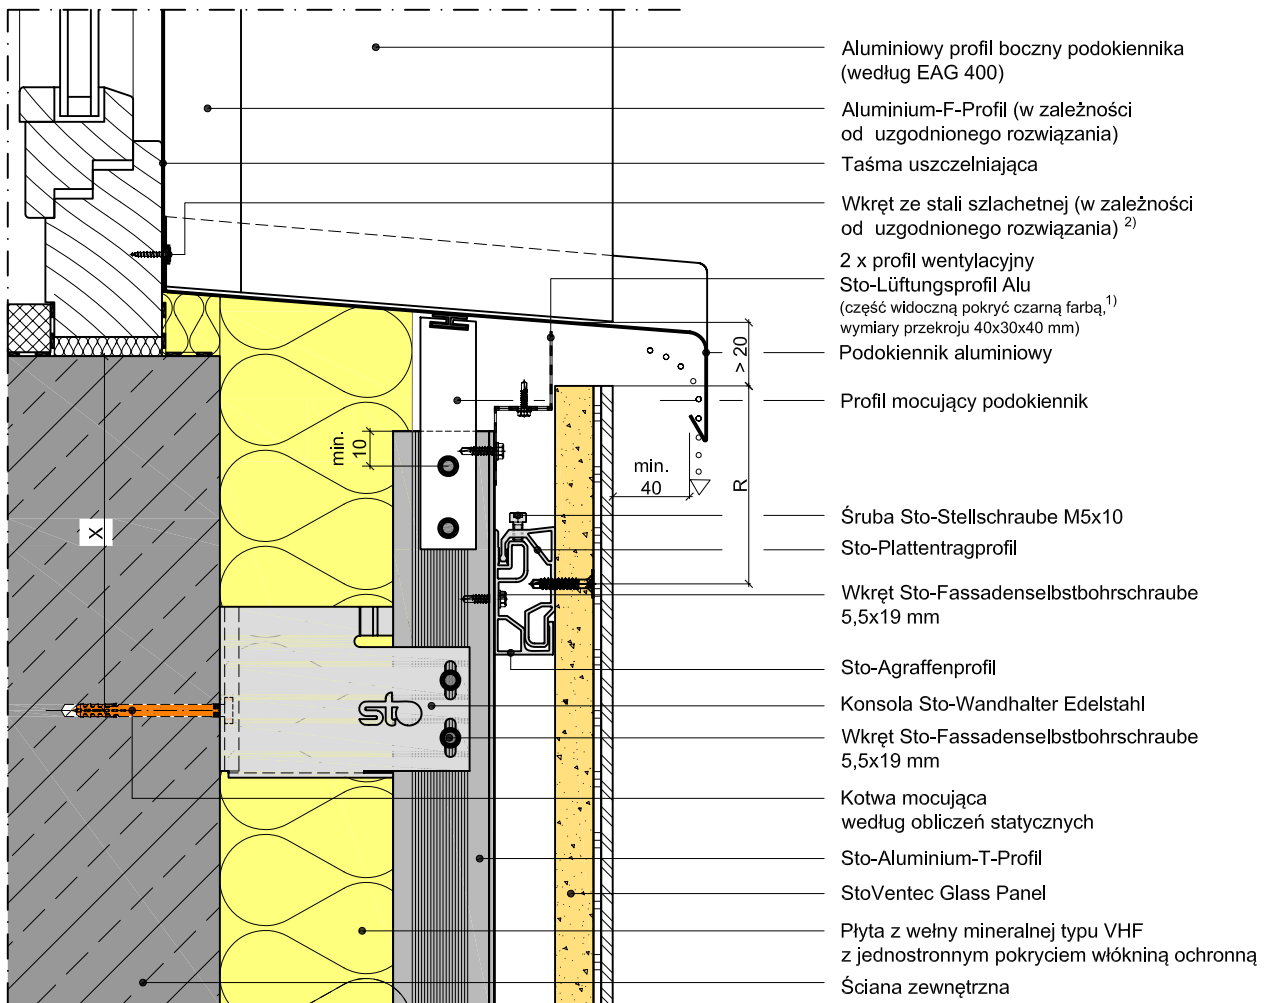 Aluminiowy profil boczny podokiennika
(według EAG 400)
Aluminium-F-Profil (w zależności
od uzgodnionego rozwiązania)
Taśma uszczelniająca
Wkręt ze stali szlachetnej (w zależności
od uzgodnionego rozwiązania) 2)
2 x profil wentylacyjny
Sto-Lüftungsprofil Alu
(część widoczną pokryć czarną farbą,1)
wymiary przekroju 40x30x40 mm)
Podokiennik aluminiowy
Profil mocujący podokiennik
Śruba Sto-Stellschraube M5x10
Sto-Plattentragprofil
Wkręt Sto-Fassadenselbstbohrschraube
5,5x19 mm
Sto-Agraffenprofil
Konsola Sto-Wandhalter Edelstahl
Wkręt Sto-Fassadenselbstbohrschraube
5,5x19 mm
Kotwa mocująca
według obliczeń statycznych
Sto-Aluminium-T-Profil
StoVentec Glass Panel
Płyta z wełny mineralnej typu VHF
z jednostronnym pokryciem włókniną ochronną
Ściana zewnętrzna
> 20
R
min.
40
min.
10
X
sto